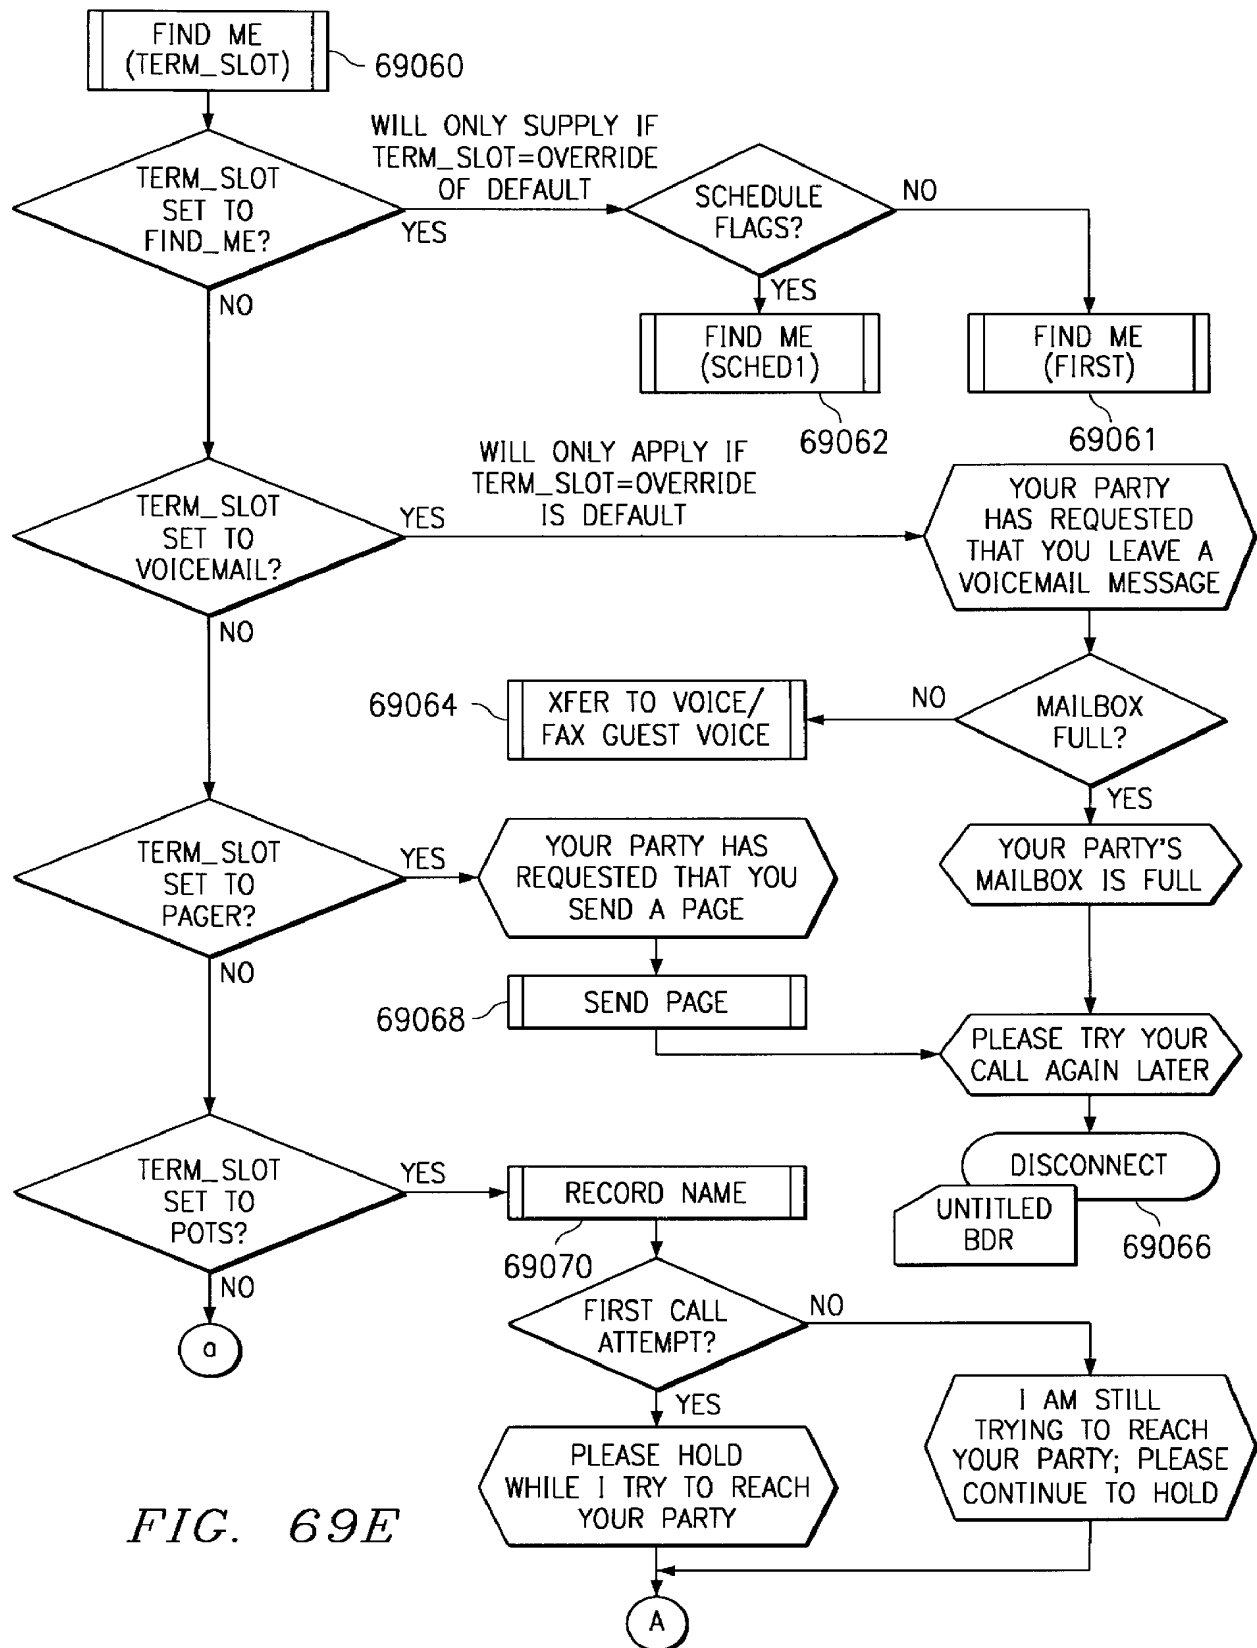 FIND ME
(TERM_SLOT)
69060
WILL ONLY SUPPLY IF
TERM_SLOT=OVERRIDE
OF DEFAULT
TERM_SLOT
SET TO
FIND_ME?
YES
SCHEDULE
FLAGS?
NO
NO
YES
FIND ME
(SCHED1)
FIND ME
(FIRST)
69062
69061
WILL ONLY APPLY IF
TERM_SLOT=OVERRIDE
IS DEFAULT
TERM_SLOT
SET TO
VOICEMAIL?
YES
YOUR PARTY
HAS REQUESTED
THAT YOU LEAVE A
VOICEMAIL MESSAGE
NO
69064
XFER TO VOICE/
FAX GUEST VOICE
NO
MAILBOX
FULL?
YES
TERM_SLOT
SET TO
PAGER?
YES
YOUR PARTY HAS
REQUESTED THAT YOU
SEND A PAGE
YOUR PARTY'S
MAILBOX IS FULL
NO
69068
SEND PAGE
PLEASE TRY YOUR
CALL AGAIN LATER
DISCONNECT
UNTITLED
BDR
69066
TERM_SLOT
SET TO
POTS?
YES
RECORD NAME
69070
NO
a
FIRST CALL
ATTEMPT?
NO
YES
PLEASE HOLD
WHILE I TRY TO REACH
YOUR PARTY
I AM STILL
TRYING TO REACH
YOUR PARTY; PLEASE
CONTINUE TO HOLD
A
FIG. 69E